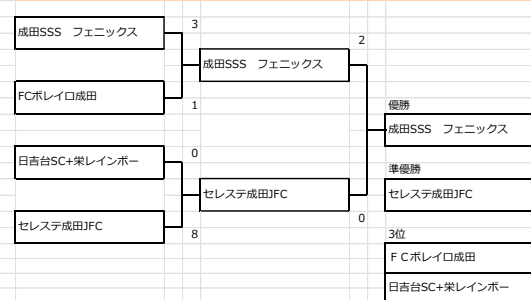 成田SSS　フェニックス
3
2
成田SSS　フェニックス
FCボレイロ成田
1
優勝
成田SSS　フェニックス
日吉台SC+栄レインボー
0
準優勝
セレステ成田JFC
セレステ成田JFC
0
セレステ成田JFC
8
3位
ＦＣボレイロ成田
日吉台SC+栄レインボー